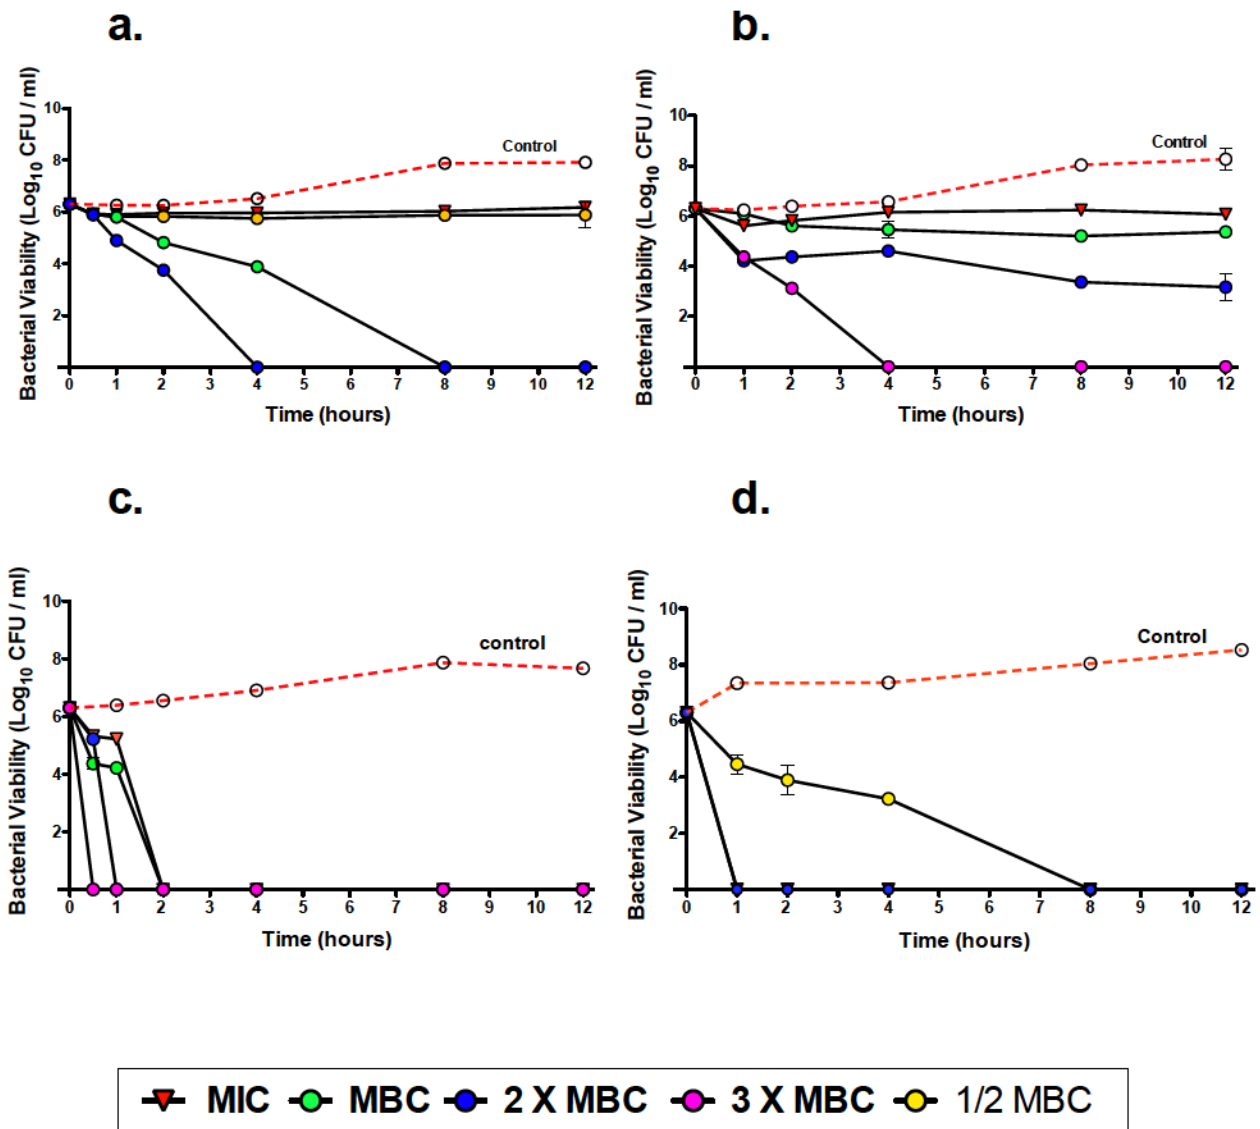 a.
Bacterial Viability (Log10 CFU / ml)
10
8
6
4
2
Control
0 1 2 3 4 5 6 7 8 9 10 12
Time (hours)
b.
Bacterial Viability (Log10 CFU / ml)
10
8
6
4
2
Control
0 1 2 3 4 5 6 7 8 9 10 12
Time (hours)
c.
Bacterial Viability (Log10 CFU / ml)
10
8
6
4
2
control
0 1 2 3 4 5 6 7 8 9 10 12
Time (hours)
d.
Bacterial Viability (Log10 CFU / ml)
10
8
6
4
2
Control
0 1 2 3 4 5 6 7 8 9 10 12
Time (hours)
MIC MBC 2 X MBC 3 X MBC 1/2 MBC